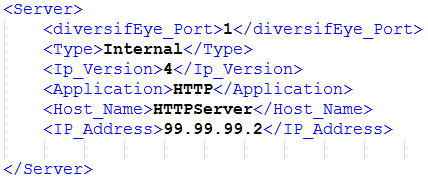 <Server>
<diversifEye_Port>1</diversifEye_Port>
<Type>Internal</Type>
<Ip_Version>4</Ip_Version>
<Application>HTTP</Application>
<Host_Name>HTTPServer</Host_Name>
<IP_Address>99.99.99.2</IP_Address>
</Server>